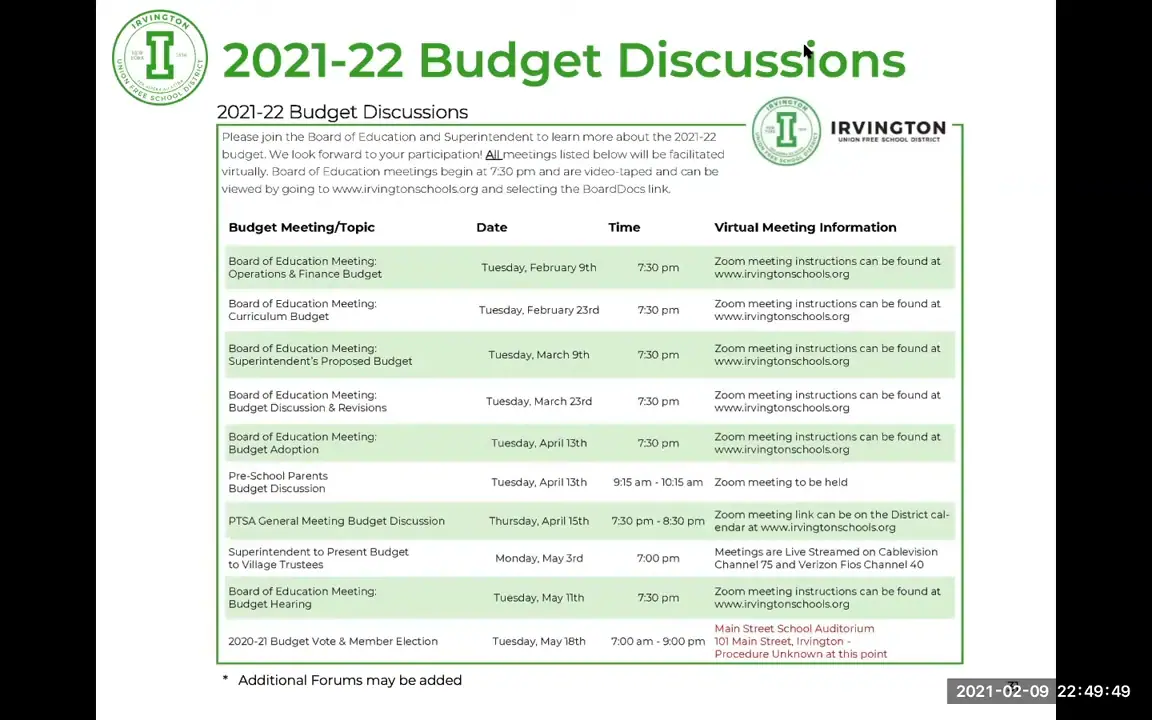 IRVINGTON
UNION FREE SCHOOL DISTRICT
2021-22 Budget Discussions
2021-22 Budget Discussions
IRVINGTON
UNION FREE SCHOOL DISTRICT
Please join the Board of Education and Superintendent to learn more about the 2021-22
budget. We look forward to your participation! All meetings listed below will be facilitated
virtually. Board of Education meetings begin at 7:30 pm and are video-taped and can be
viewed by going to www.irvingtonschools.org and selecting the BoardDocs link.
Budget Meeting/Topic Date Time Virtual Meeting Information
Board of Education Meeting:
Operations & Finance Budget
Tuesday, February 9th
7:30 pm
Zoom meeting instructions can be found at
www.irvingtonschools.org
Board of Education Meeting:
Curriculum Budget
Tuesday, February 23rd
7:30 pm
Zoom meeting instructions can be found at
www.irvingtonschools.org
Board of Education Meeting:
Superintendent's Proposed Budget
Tuesday, March 9th
7:30 pm
Zoom meeting instructions can be found at
www.irvingtonschools.org
Board of Education Meeting:
Budget Discussion & Revisions
Tuesday, March 23rd
7:30 pm
Zoom meeting instructions can be found at
www.irvingtonschools.org
Board of Education Meeting:
Budget Adoption
Tuesday, April 13th
7:30 pm
Zoom meeting instructions can be found at
www.irvingtonschools.org
Pre-School Parents
Budget Discussion
Tuesday, April 13th
9:15 am - 10:15 am
Zoom meeting to be held
PTSA General Meeting Budget Discussion
Thursday, April 15th
7:30 pm - 8:30 pm
Zoom meeting link can be on the District cal-
endar at www.irvingtonschools.org
Superintendent to Present Budget
to Village Trustees
Monday, May 3rd
7:00 pm
Meetings are Live Streamed on Cablevision
Channel 75 and Verizon Fios Channel 40
Board of Education Meeting:
Budget Hearing
Tuesday, May 11th
7:30 pm
Zoom meeting instructions can be found at
www.irvingtonschools.org
2020-21 Budget Vote & Member Election
Tuesday, May 18th
7:00 am - 9:00 pm
Main Street School Auditorium
101 Main Street, Irvington -
Procedure Unknown at this point
* Additional Forums may be added
2021-02-09 22:49:49